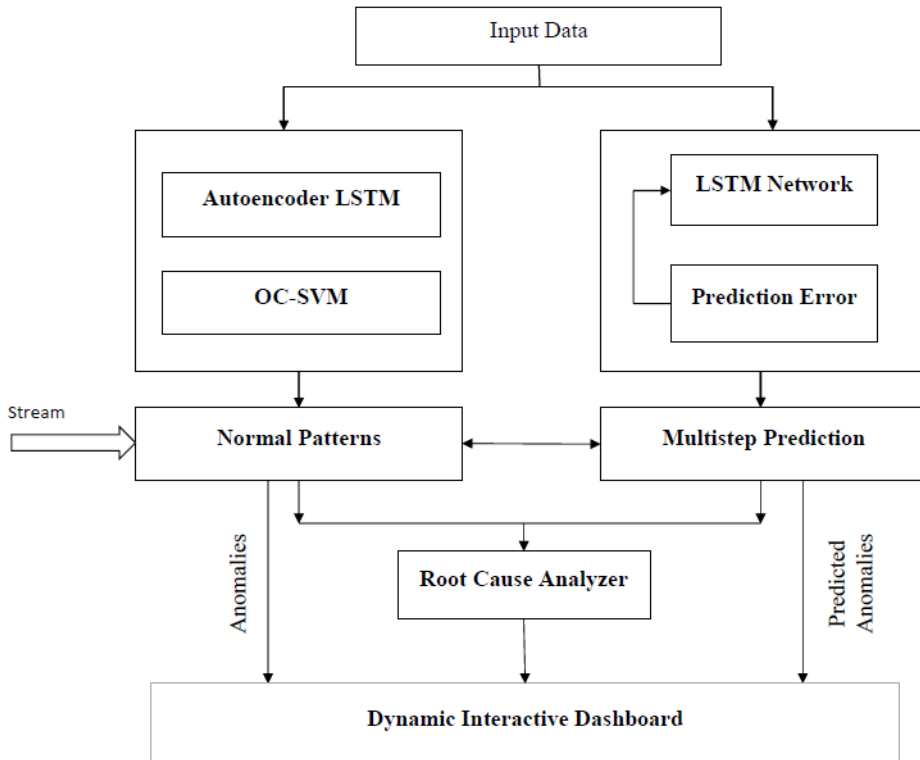 Input Data
Autoencoder LSTM
LSTM Network
OC-SVM
Prediction Error
Stream
Normal Patterns
Multistep Prediction
Anomalies
Root Cause Analyzer
Predicted
Anomalies
Dynamic Interactive Dashboard